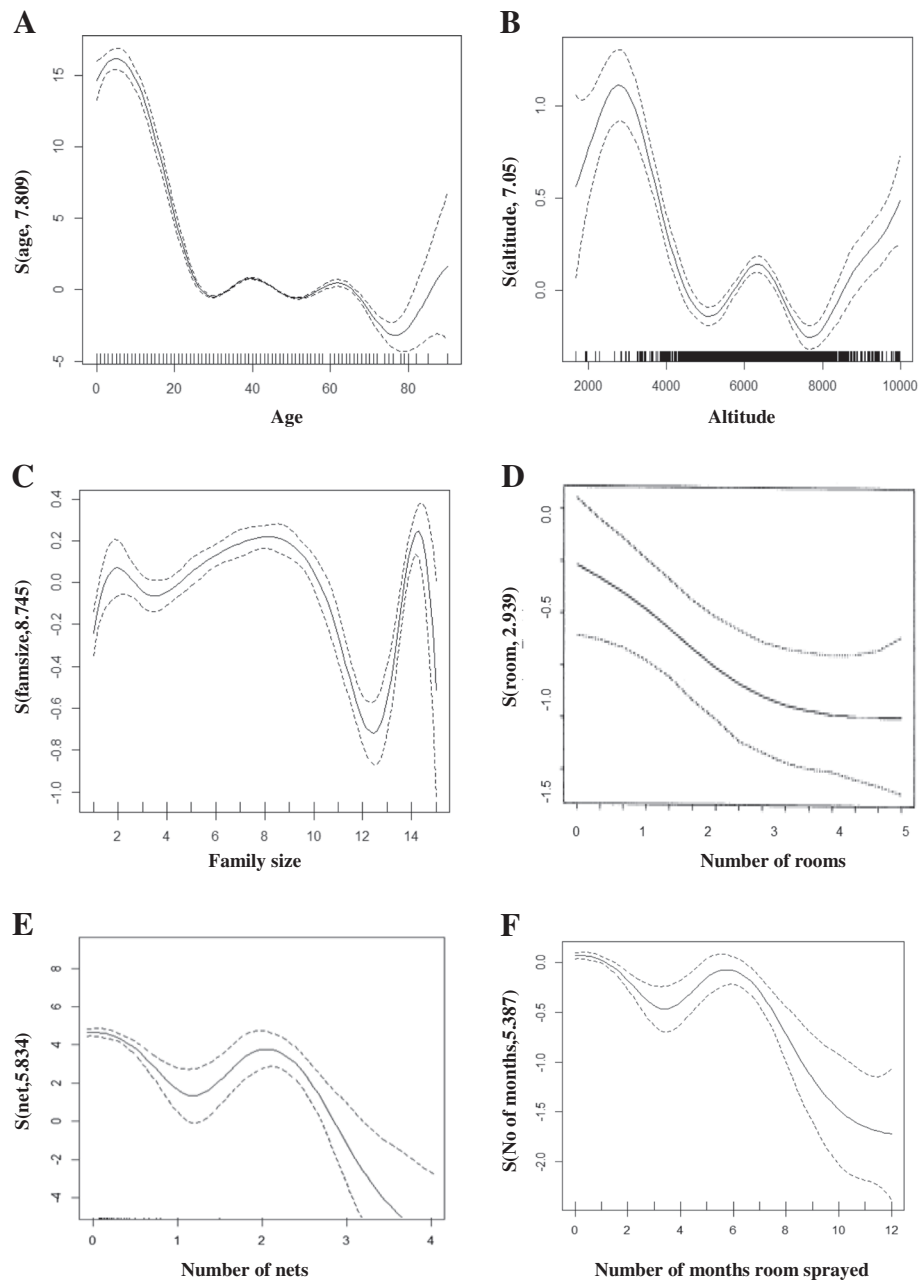 A
S(age, 7.809)
15
10
5
0
-5
0 20 40 60 80
Age
B
S(altitude, 7.05)
1.0
0.5
0.0
2000 4000 6000 8000 10000
Altitude
C
S(famsize,8.745)
0.4
0.2
0.0
-0.2
-0.4
-0.6
-0.8
-1.0
2 4 6 8 10 12 14
Family size
D
S(room, 2.939)
0.0
-0.5
-1.0
-1.5
0 1 2 3 4 5
Number of rooms
E
S(net,5.834)
8
6
4
2
0
-2
-4
0 1 2 3 4
Number of nets
F
S(No of months,5.387)
0.0
-0.5
-1.0
-1.5
-2.0
0 2 4 6 8 10 12
Number of months room sprayed